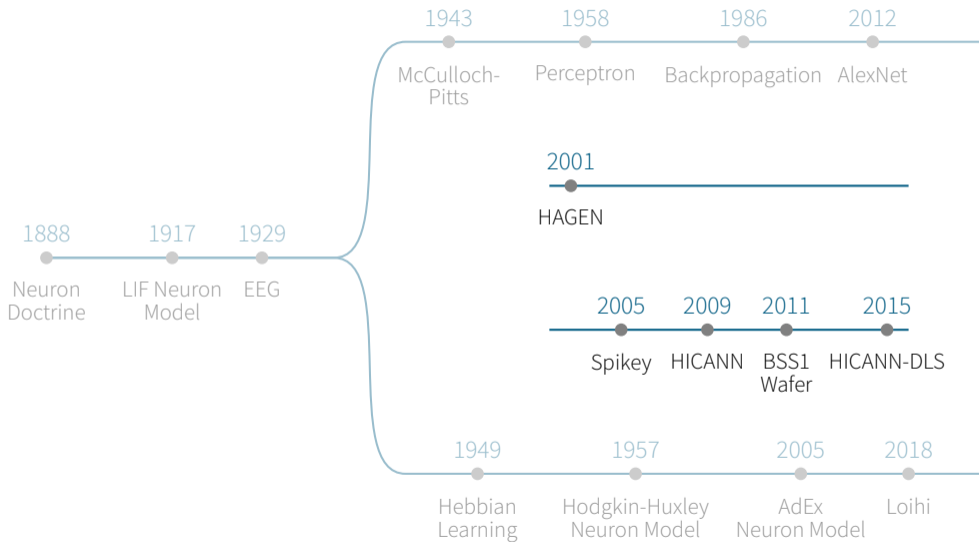 1943 1958 1986 2012
McCulloch- Perceptron Backpropagation AlexNet
Pitts
2001
HAGEN
1888 1917 1929
Neuron LIF Neuron EEG
Doctrine Model
2005 2009 2011 2015
Spikey HICANN BSS1 HICANN-DLS
Wafer
1949 1957 2005 2018
Hebbian Hodgkin-Huxley AdEx Loihi
Learning Neuron Model Neuron Model